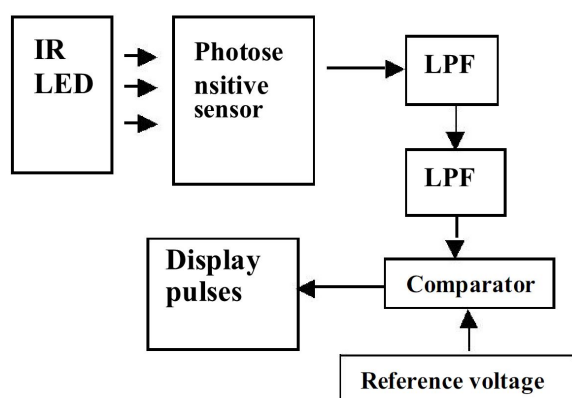 IR
LED
Photose
nsitive
sensor
LPF
LPF
Comparator
Display
pulses
Reference voltage